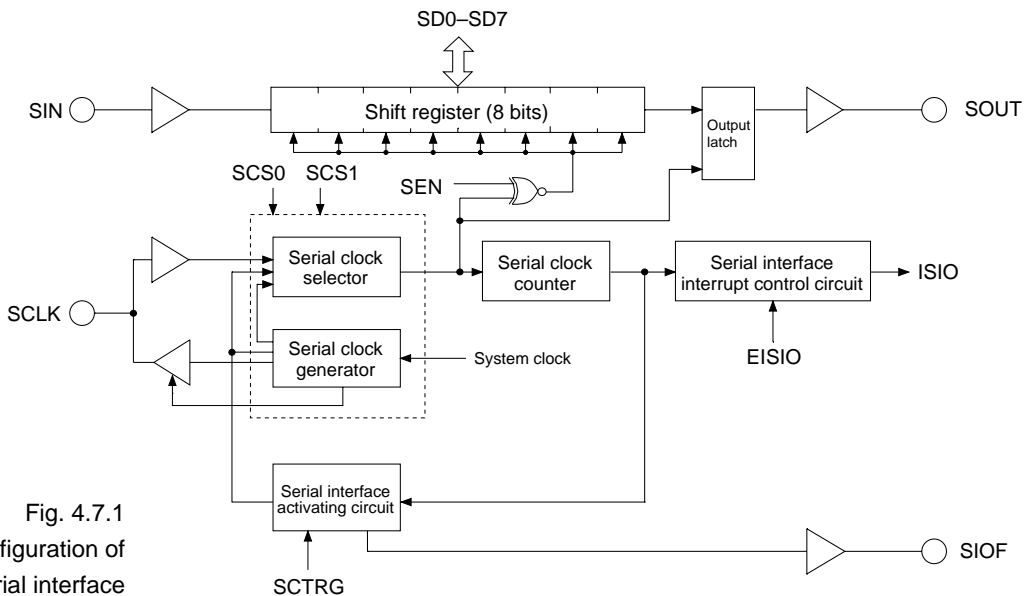 SD0–SD7
SIN
Shift register (8 bits)
Output
latch
SOUT
SCS0
SCS1
SEN
Serial clock
selector
Serial clock
counter
Serial interface
interrupt control circuit
ISIO
SCLK
Serial clock
generator
System clock
EISIO
Serial interface
activating circuit
Fig. 4.7.1
figuration of
rial interface
SCTRG
SIOF